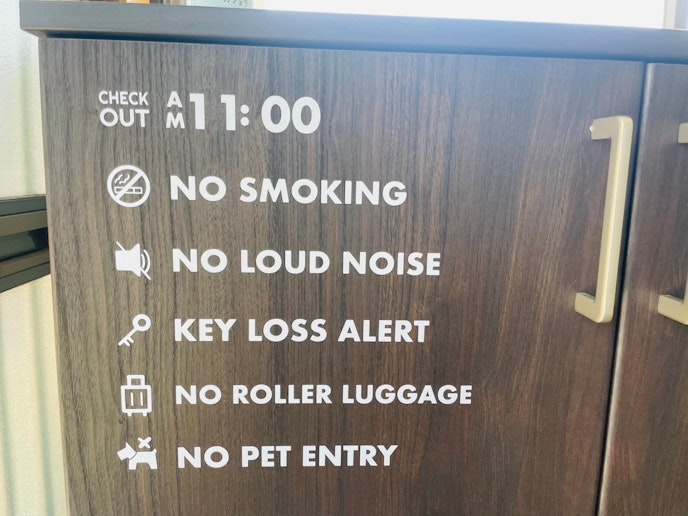 CHECK OUT AM 11:00
NO SMOKING
NO LOUD NOISE
KEY LOSS ALERT
NO ROLLER LUGGAGE
NO PET ENTRY